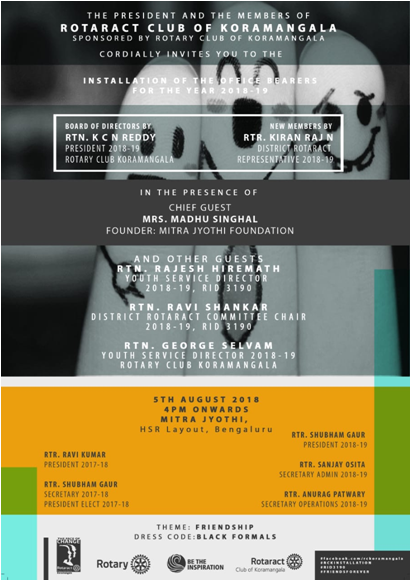 THE PRESIDENT AND THE MEMBERS OF
ROTARACT CLUB OF KORAMANGALA
SPONSORED BY ROTARY CLUB OF KORAMANGALA
CORDIALLY INVITES YOU TO THE
INSTALLATION OF THE OFFICE BEARERS
FOR THE YEAR 2018-19
BOARD OF DIRECTORS BY
RTN. K C N REDDY
PRESIDENT 2018-19
ROTARY CLUB KORAMANGALA
NEW MEMBERS BY
RTR. KIRAN RAJ N
DISTRICT ROTARACT
REPRESENTATIVE 2018-19
IN THE PRESENCE OF
CHIEF GUEST
MRS. MADHU SINGHAL
FOUNDER: MITRA JYOTHI FOUNDATION
AND OTHER GUESTS
RTN. RAJESH HIREMATH
YOUTH SERVICE DIRECTOR
2018-19, RID 3190
RTN. RAVI SHANKAR
DISTRICT ROTARACT COMMITTEE CHAIR
2018-19, RID 3190
RTN. GEORGE SELVAM
YOUTH SERVICE DIRECTOR 2018-19
ROTARY CLUB KORAMANGALA
5TH AUGUST 2018
4PM ONWARDS
MITRA JYOTHI,
HSR Layout, Bengaluru
RTR. RAVI KUMAR
PRESIDENT 2017-18
RTR. SHUBHAM GAUR
SECRETARY 2017-18
PRESIDENT ELECT 2017-18
RTR. SHUBHAM GAUR
PRESIDENT 2018-19
RTR. SANJAY OSITA
SECRETARY ADMIN 2018-19
RTR. ANURAG PATWARY
SECRETARY OPERATIONS 2018-19
THEME: FRIENDSHIP
DRESS CODE:BLACK FORMALS
CHANGE
Rotary
BE THE
INSPIRATION
Rotaract
Club of Koramangala
#facebook.com/rckoramangala
#RCKINSTALLATION
#RID3190
#FRIENDSFOREVER